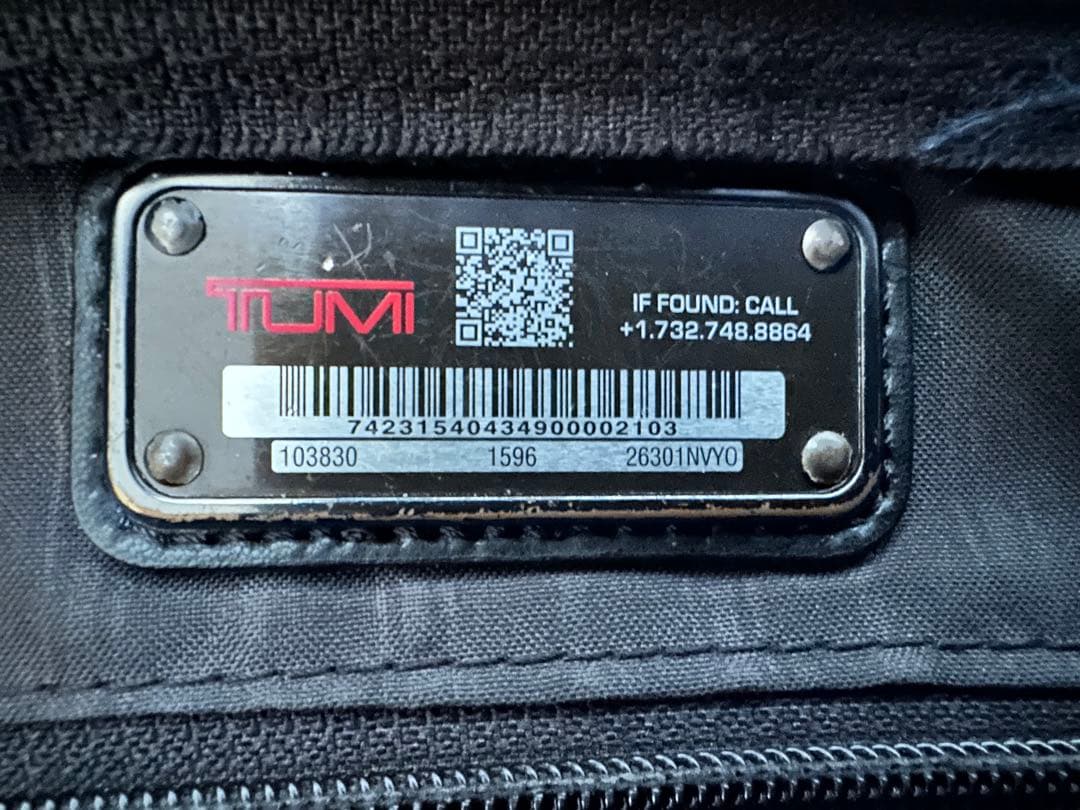 TUMI
IF FOUND: CALL
+1.732.748.8864
74231540434900002103
103830 1596 26301NVYO